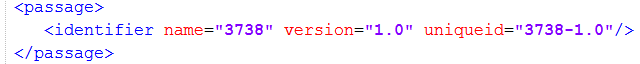 <passage>
<identifier name="3738" version="1.0" uniqueid="3738-1.0"/>
</passage>